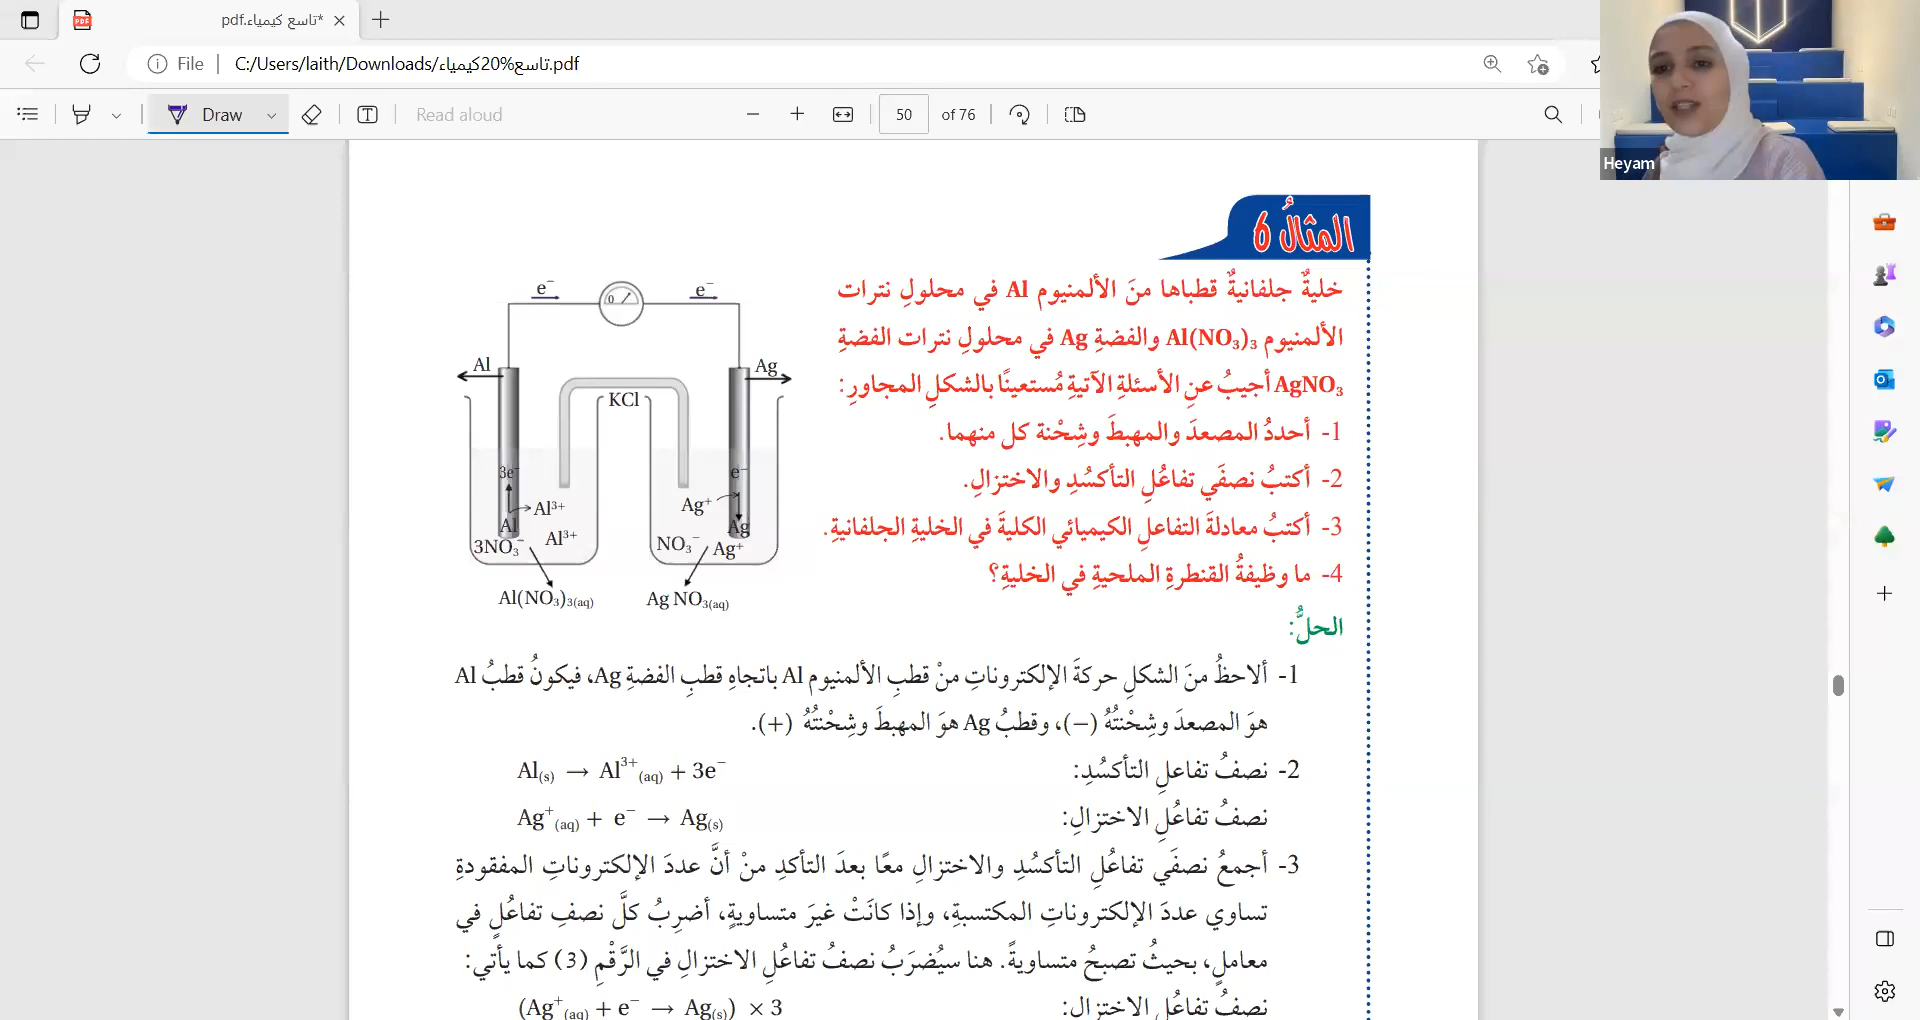 تاسع كيمياء.pdf*
File
C:/Users/laith/Downloads/تاسع%20كيمياء.pdf
Draw
Read aloud
50 of 76
Heyam
المثالُ 6
خليةٌ جلفانيةٌ قطباها منَ الألمنيوم Al في محلولِ نترات
الألمنيوم Al(NO₃)₃ والفضةِ Ag في محلولِ نترات الفضةِ
AgNO₃ أجيبُ عنِ الأسئلةِ الآتيةِ مُستعينًا بالشكلِ المجاورِ:
1- أحددُ المصعدَ والمهبطَ وشِحْنة كل منهما.
2- أكتبُ نصفَي تفاعُلِ التأكسُدِ والاختزالِ.
3- أكتبُ معادلةَ التفاعلِ الكيميائي الكليةَ في الخليةِ الجلفانيةِ.
4- ما وظيفةُ القنطرةِ الملحيةِ في الخليةِ؟
e⁻ e⁻
0
Al Ag
KCl
3e⁻ e⁻
Al³⁺ Ag⁺
Al Ag
3NO₃⁻ Al³⁺ NO₃⁻ Ag⁺
Al(NO₃)₃(aq) Ag NO₃(aq)
الحلُّ:
1- ألاحظُ منَ الشكلِ حركةَ الإلكتروناتِ منْ قطبِ الألمنيوم Al باتجاهِ قطبِ الفضةِ Ag، فيكونُ قطبُ Al
هوَ المصعدَ وشِحْنتُهُ (−)، وقطبُ Ag هوَ المهبطَ وشِحْنتُهُ (+).
2- نصفُ تفاعلِ التأكسُدِ: Al(s) → Al³⁺(aq) + 3e⁻
نصفُ تفاعُلِ الاختزالِ: Ag⁺(aq) + e⁻ → Ag(s)
3- أجمعُ نصفَي تفاعُلِ التأكسُدِ والاختزالِ معًا بعدَ التأكدِ منْ أنَّ عددَ الإلكتروناتِ المفقودةِ
تساوي عددَ الإلكتروناتِ المكتسبةِ، وإذا كانَتْ غيرَ متساويةٍ، أضرِبُ كلَّ نصفِ تفاعُلٍ في
معاملٍ، بحيثُ تصبحُ متساويةً. هنا سيُضرَبُ نصفُ تفاعُلِ الاختزالِ في الرَّقْمِ (3) كما يأتي:
نصفُ تفاعُلِ الاختزالِ: (Ag⁺(aq) + e⁻ → Ag(s)) × 3